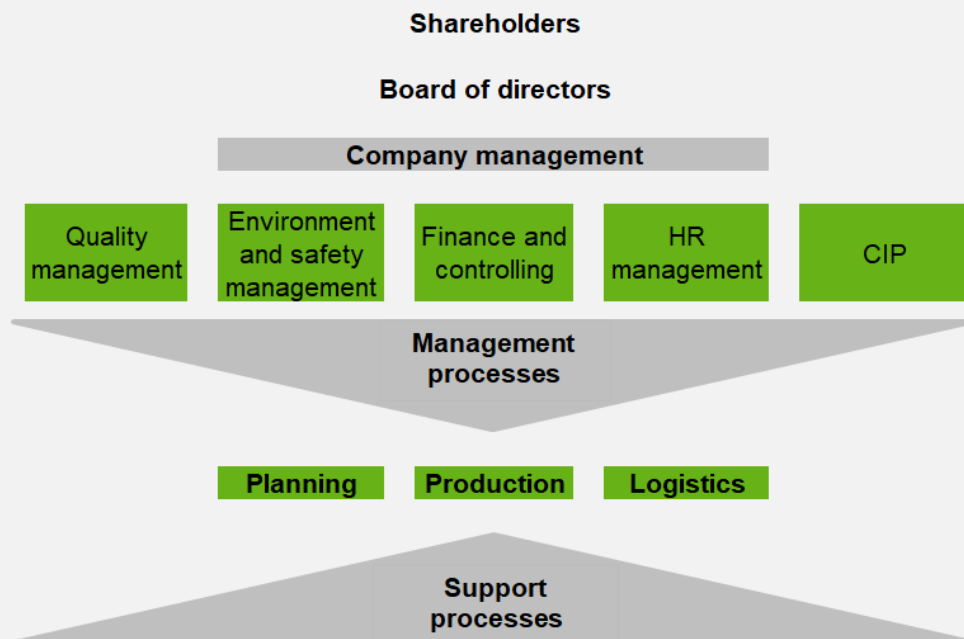 Shareholders
Board of directors
Company management
Quality
management
Environment
and safety
management
Finance and
controlling
HR
management
CIP
Management
processes
Planning
Production
Logistics
Support
processes